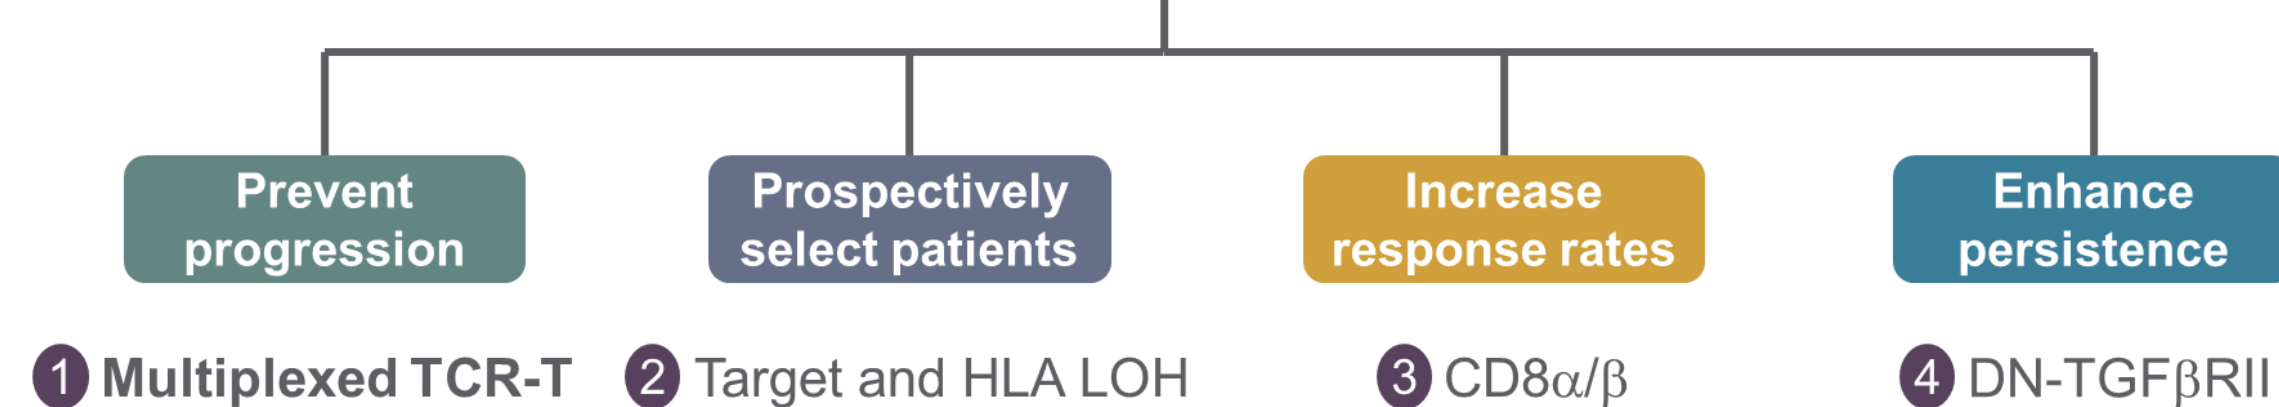 Prevent
progression
Prospectively
select patients
Increase
response rates
Enhance
persistence
1 Multiplexed TCR-T
2 Target and HLA LOH
3 CD8α/β
4 DN-TGFβRII